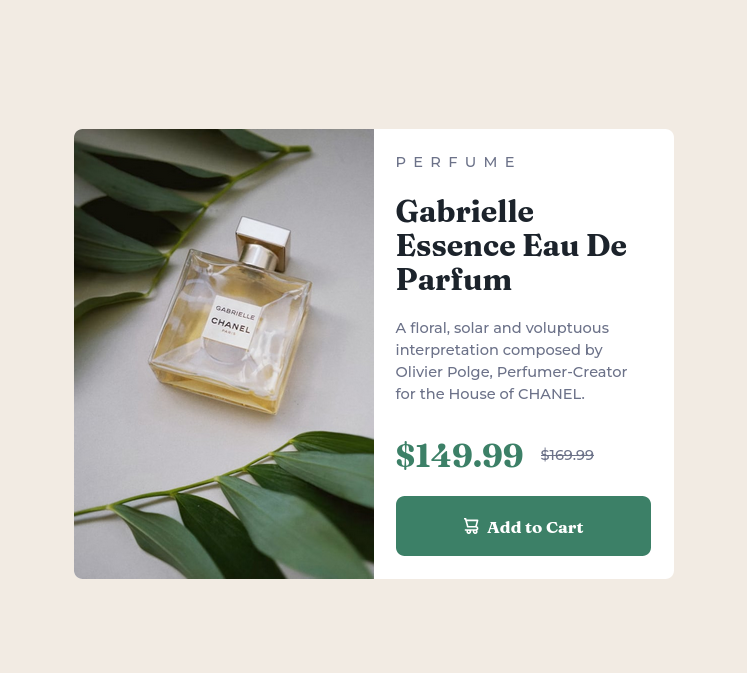 GABRIELLE
CHANEL
PARIS
PERFUME
Gabrielle
Essence Eau De
Parfum
A floral, solar and voluptuous
interpretation composed by
Olivier Polge, Perfumer-Creator
for the House of CHANEL.
$149.99 $169.99
Add to Cart